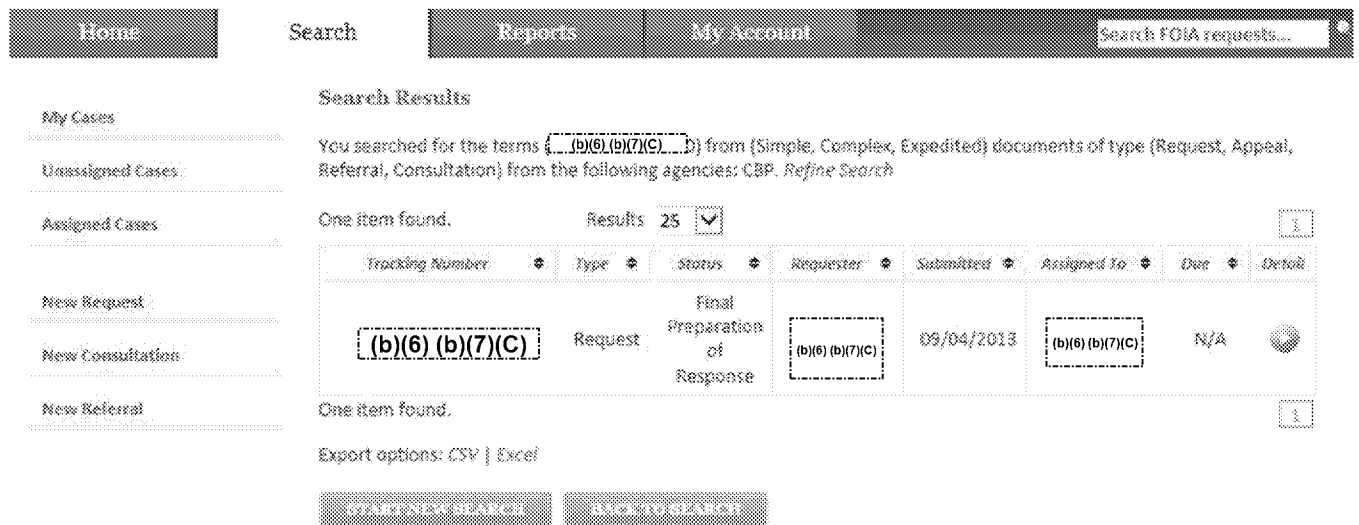 Home Search Reports My Account Search FOIA requests...
My Cases
Unassigned Cases
Assigned Cases
New Request
New Consultation
New Referral
Search Results
You searched for the terms ( (b)(6) (b)(7)(C) D) from (Simple, Complex, Expedited) documents of type (Request, Appeal,
Referral, Consultation) from the following agencies: CBP. Refine Search
One item found. Results 25 1
Tracking Number Type Status Requester Submitted Assigned To Due Detail
(b)(6) (b)(7)(C) Request Final Preparation of Response (b)(6) (b)(7)(C) 09/04/2013 (b)(6) (b)(7)(C) N/A
One item found. 1
Export options: CSV | Excel
START NEW SEARCH BACK TO SEARCH